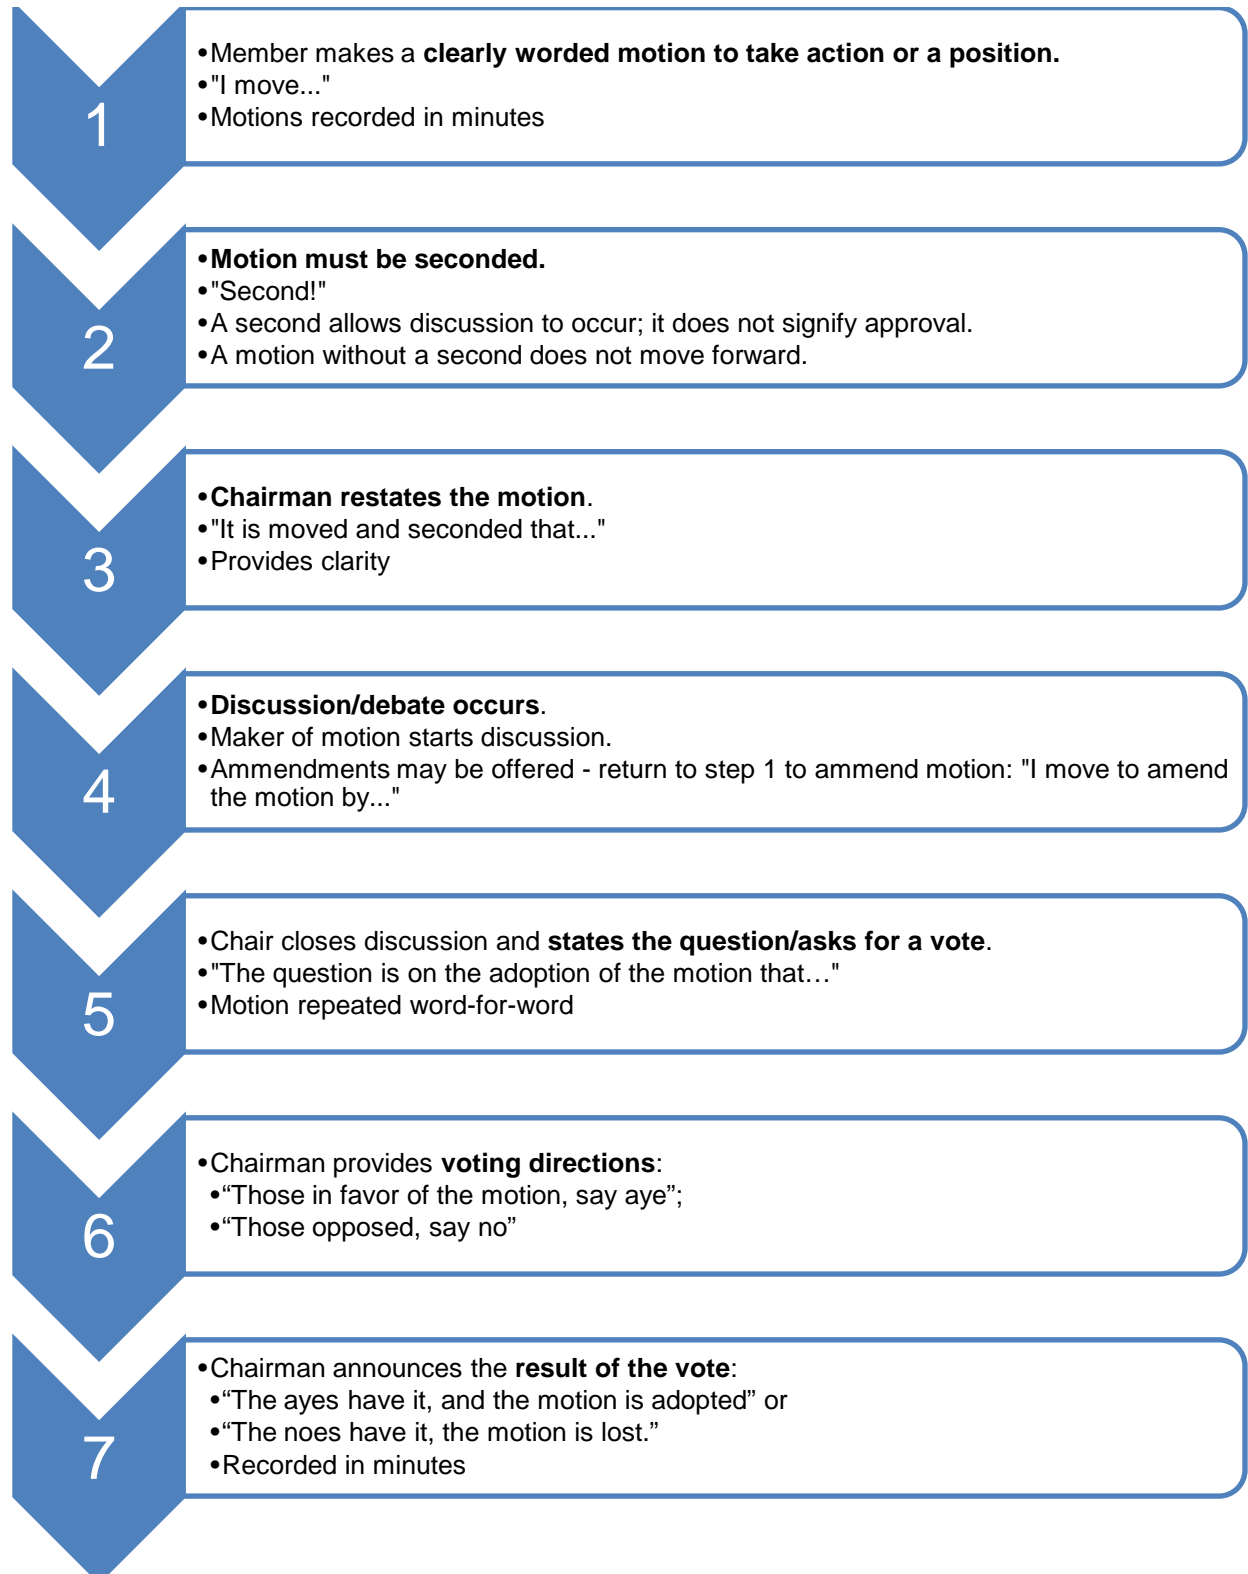 1
•Member makes a clearly worded motion to take action or a position.
•"I move..."
•Motions recorded in minutes
2
•Motion must be seconded.
•"Second!"
•A second allows discussion to occur; it does not signify approval.
•A motion without a second does not move forward.
3
•Chairman restates the motion.
•"It is moved and seconded that..."
•Provides clarity
4
•Discussion/debate occurs.
•Maker of motion starts discussion.
•Ammendments may be offered - return to step 1 to ammend motion: "I move to amend
the motion by..."
5
•Chair closes discussion and states the question/asks for a vote.
•"The question is on the adoption of the motion that…"
•Motion repeated word-for-word
6
•Chairman provides voting directions:
•“Those in favor of the motion, say aye”;
•“Those opposed, say no”
7
•Chairman announces the result of the vote:
•“The ayes have it, and the motion is adopted” or
•“The noes have it, the motion is lost.”
•Recorded in minutes